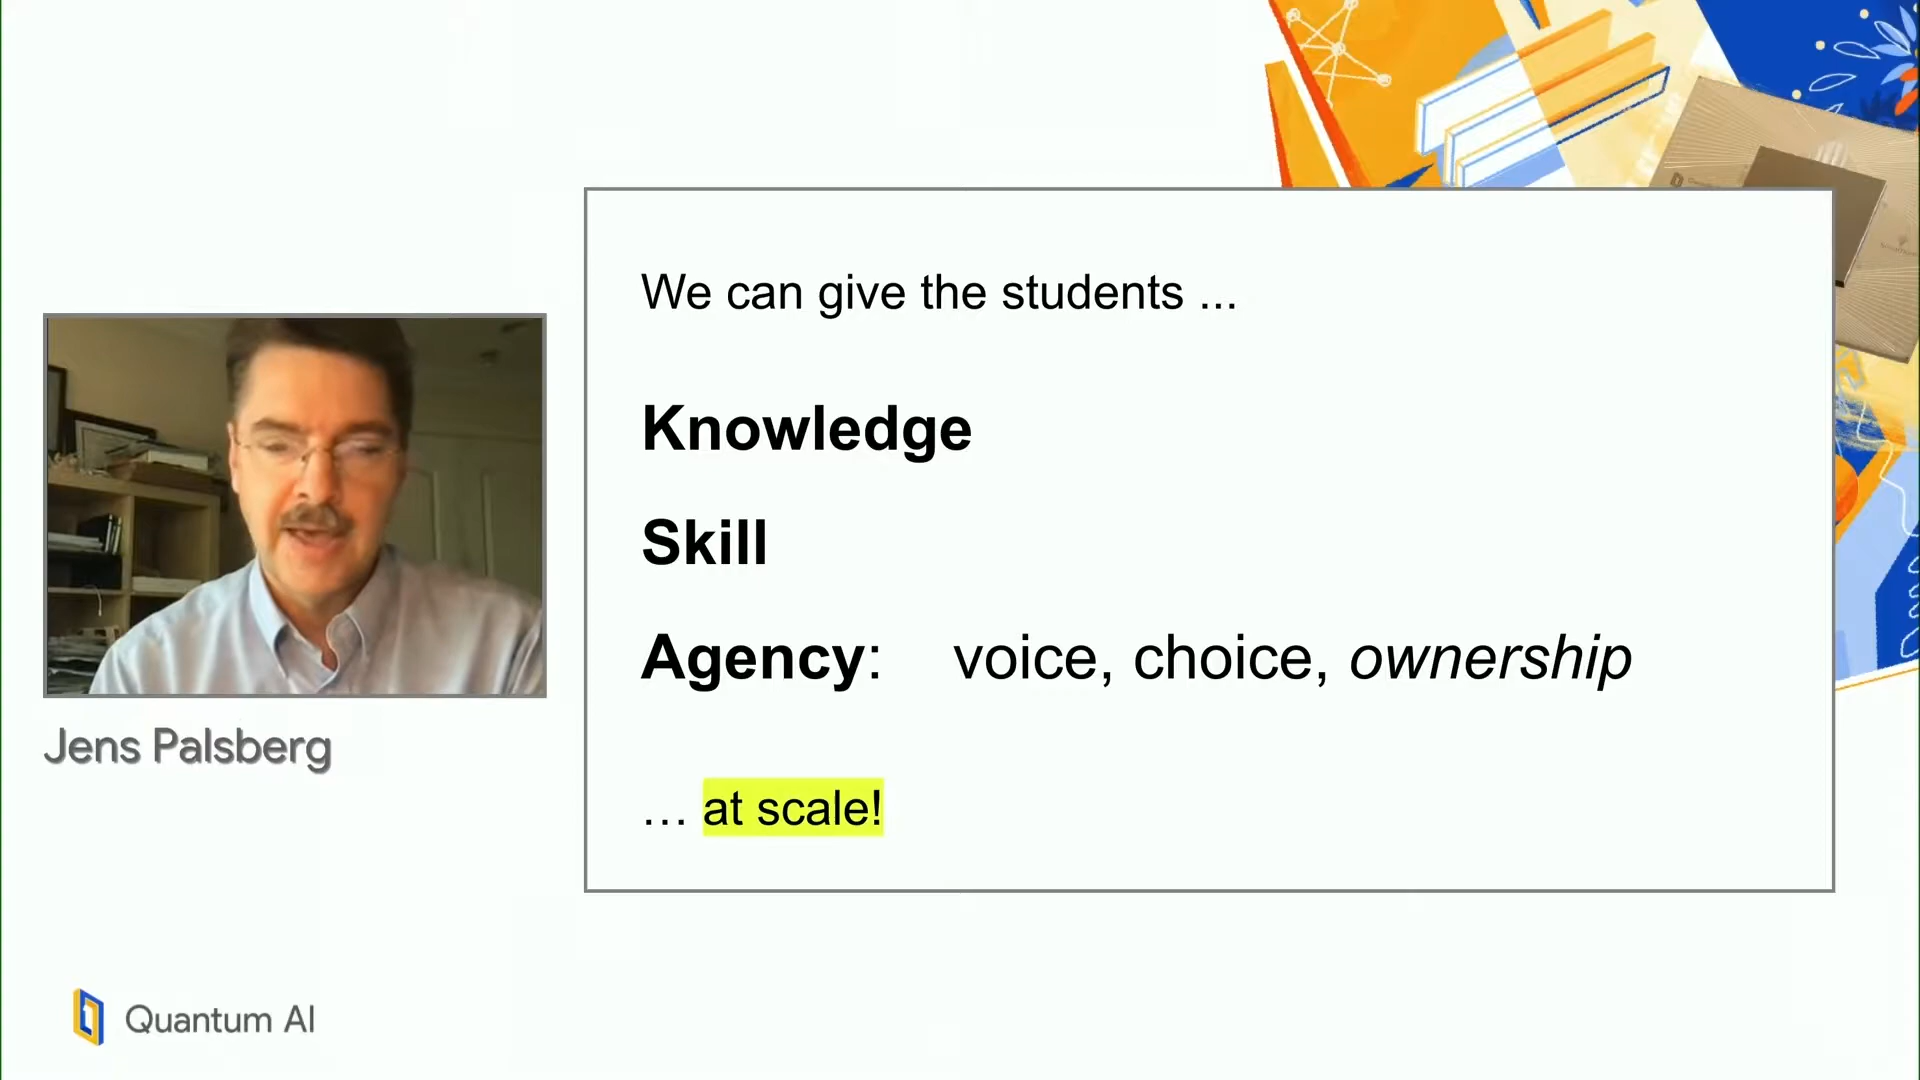 We can give the students ...
Knowledge
Skill
Agency: voice, choice, ownership
… at scale!
Jens Palsberg
Quantum AI